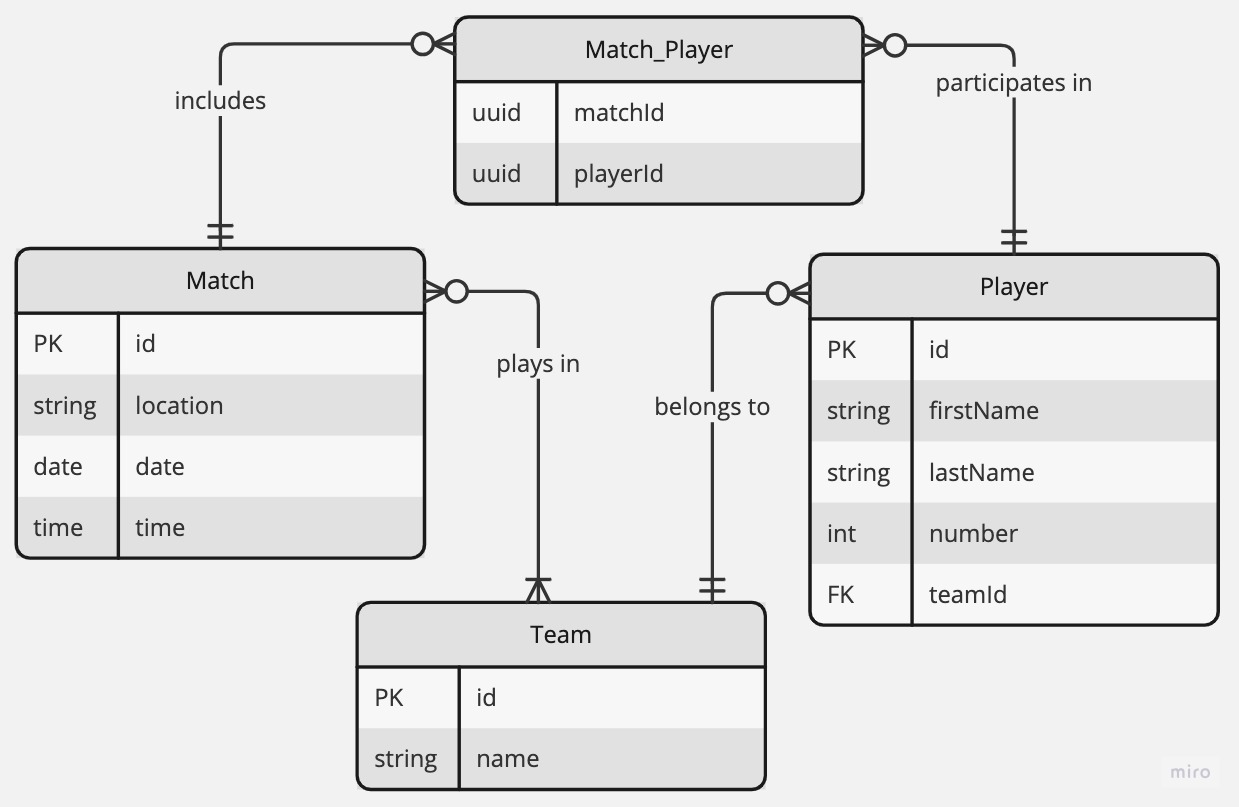 Match_Player
uuid matchId
uuid playerId
includes
participates in
Match
PK id
string location
date date
time time
plays in
belongs to
Player
PK id
string firstName
string lastName
int number
FK teamId
Team
PK id
string name
miro